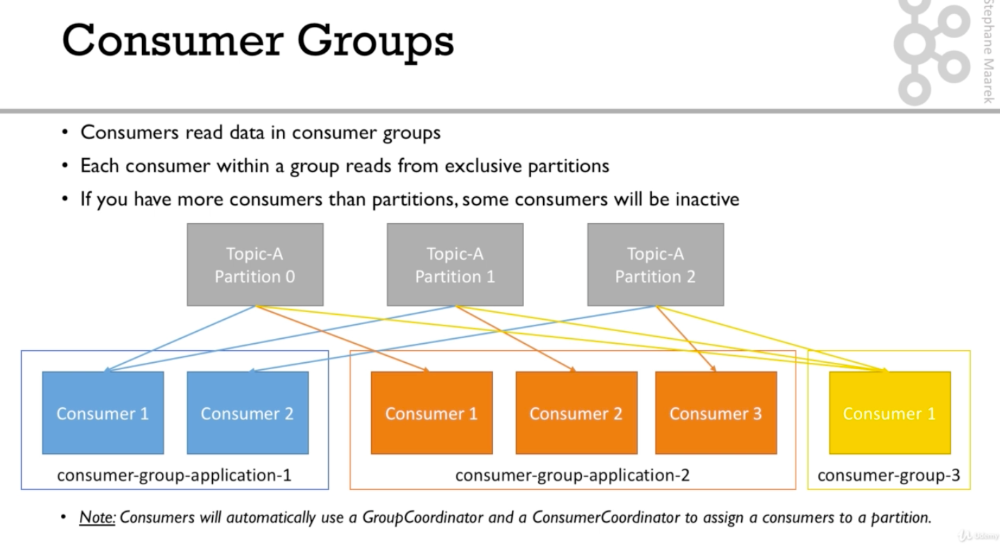 Consumer Groups
Stephane Maarek
• Consumers read data in consumer groups
• Each consumer within a group reads from exclusive partitions
• If you have more consumers than partitions, some consumers will be inactive
Topic-A
Partition 0
Topic-A
Partition 1
Topic-A
Partition 2
Consumer 1
Consumer 2
consumer-group-application-1
Consumer 1
Consumer 2
Consumer 3
consumer-group-application-2
Consumer 1
consumer-group-3
• Note: Consumers will automatically use a GroupCoordinator and a ConsumerCoordinator to assign a consumers to a partition.
Udemy